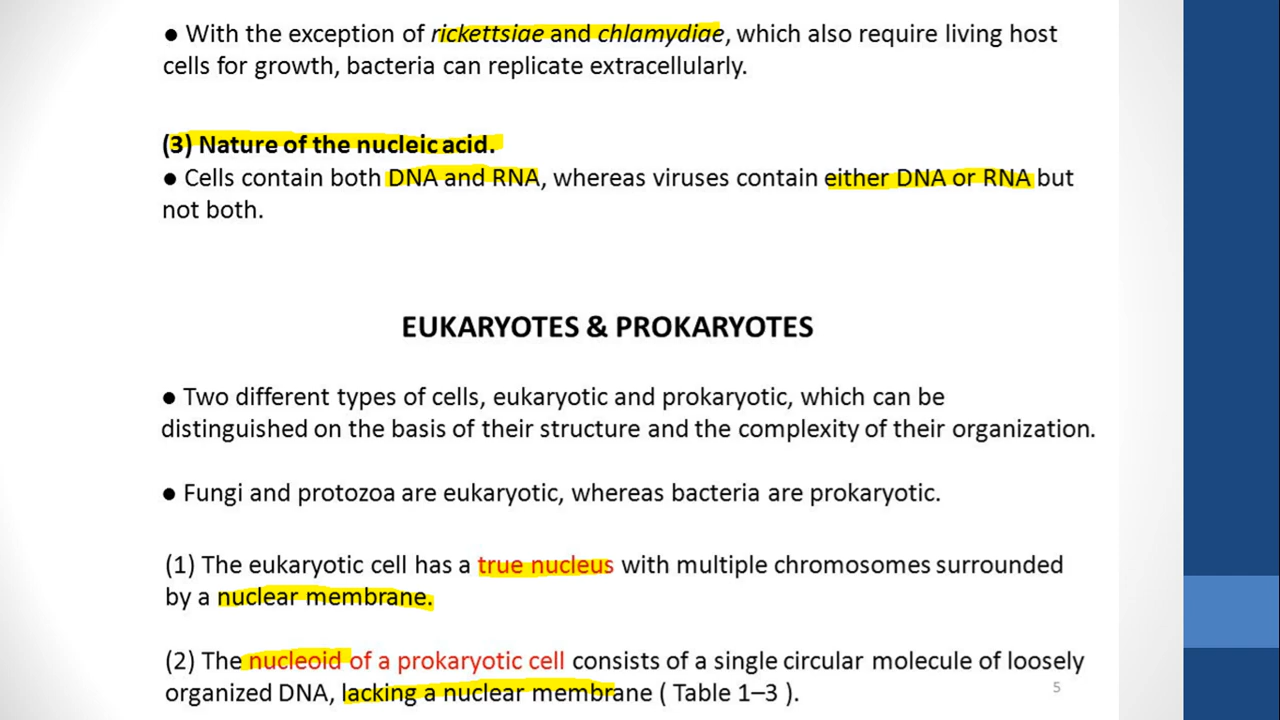 ● With the exception of rickettsiae and chlamydiae, which also require living host
cells for growth, bacteria can replicate extracellularly.
(3) Nature of the nucleic acid.
● Cells contain both DNA and RNA, whereas viruses contain either DNA or RNA but
not both.
EUKARYOTES & PROKARYOTES
● Two different types of cells, eukaryotic and prokaryotic, which can be
distinguished on the basis of their structure and the complexity of their organization.
● Fungi and protozoa are eukaryotic, whereas bacteria are prokaryotic.
(1) The eukaryotic cell has a true nucleus with multiple chromosomes surrounded
by a nuclear membrane.
(2) The nucleoid of a prokaryotic cell consists of a single circular molecule of loosely
organized DNA, lacking a nuclear membrane ( Table 1–3 ).
5